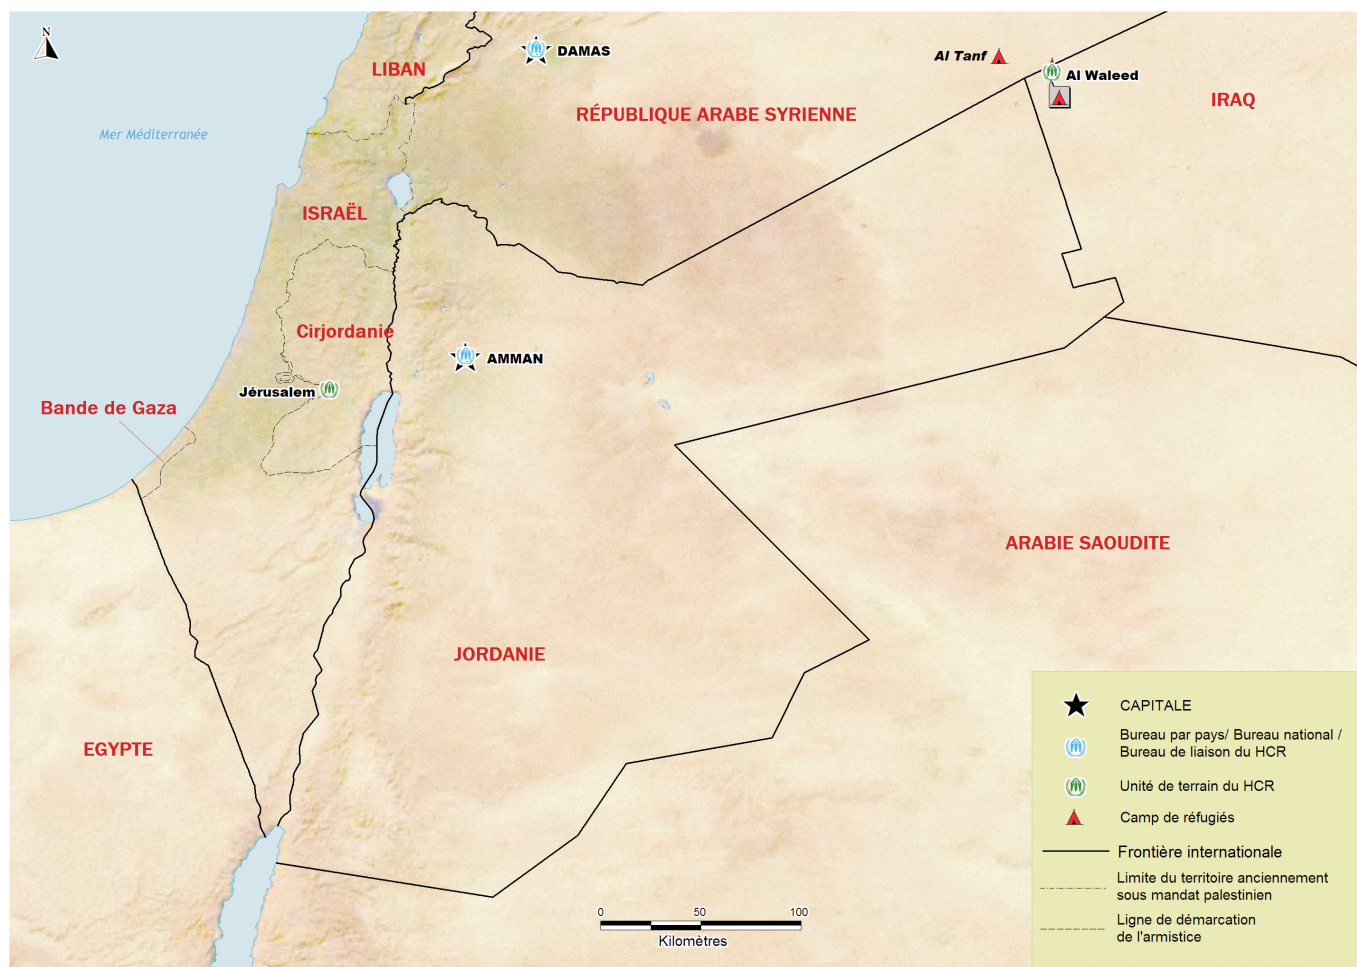 N
DAMAS
LIBAN
Al Tanf
Al Waleed
IRAQ
RÉPUBLIQUE ARABE SYRIENNE
Mer Méditerranée
ISRAËL
Cirjordanie
AMMAN
Jérusalem
Bande de Gaza
ARABIE SAOUDITE
JORDANIE
EGYPTE
CAPITALE
Bureau par pays/ Bureau national /
Bureau de liaison du HCR
Unité de terrain du HCR
Camp de réfugiés
Frontière internationale
Limite du territoire anciennement
sous mandat palestinien
Ligne de démarcation
de l'armistice
0 50 100
Kilomètres